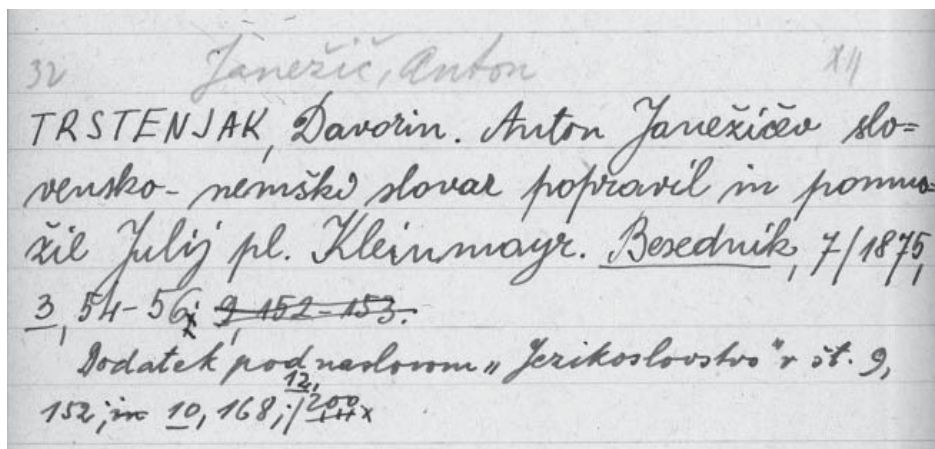 32 Janežič, Anton XII
TRSTENJAK, Davorin. Anton Janežičev slo=
vensko-nemški slovar popravil in pomno=
žil Julij pl. Kleinmayr. Besednik, 7/1875,
3, 54-56; 9, 152-153.
Dodatek pod naslovom „Jezikoslovstvo" v št. 9,
152; in 10, 168; 12, 200